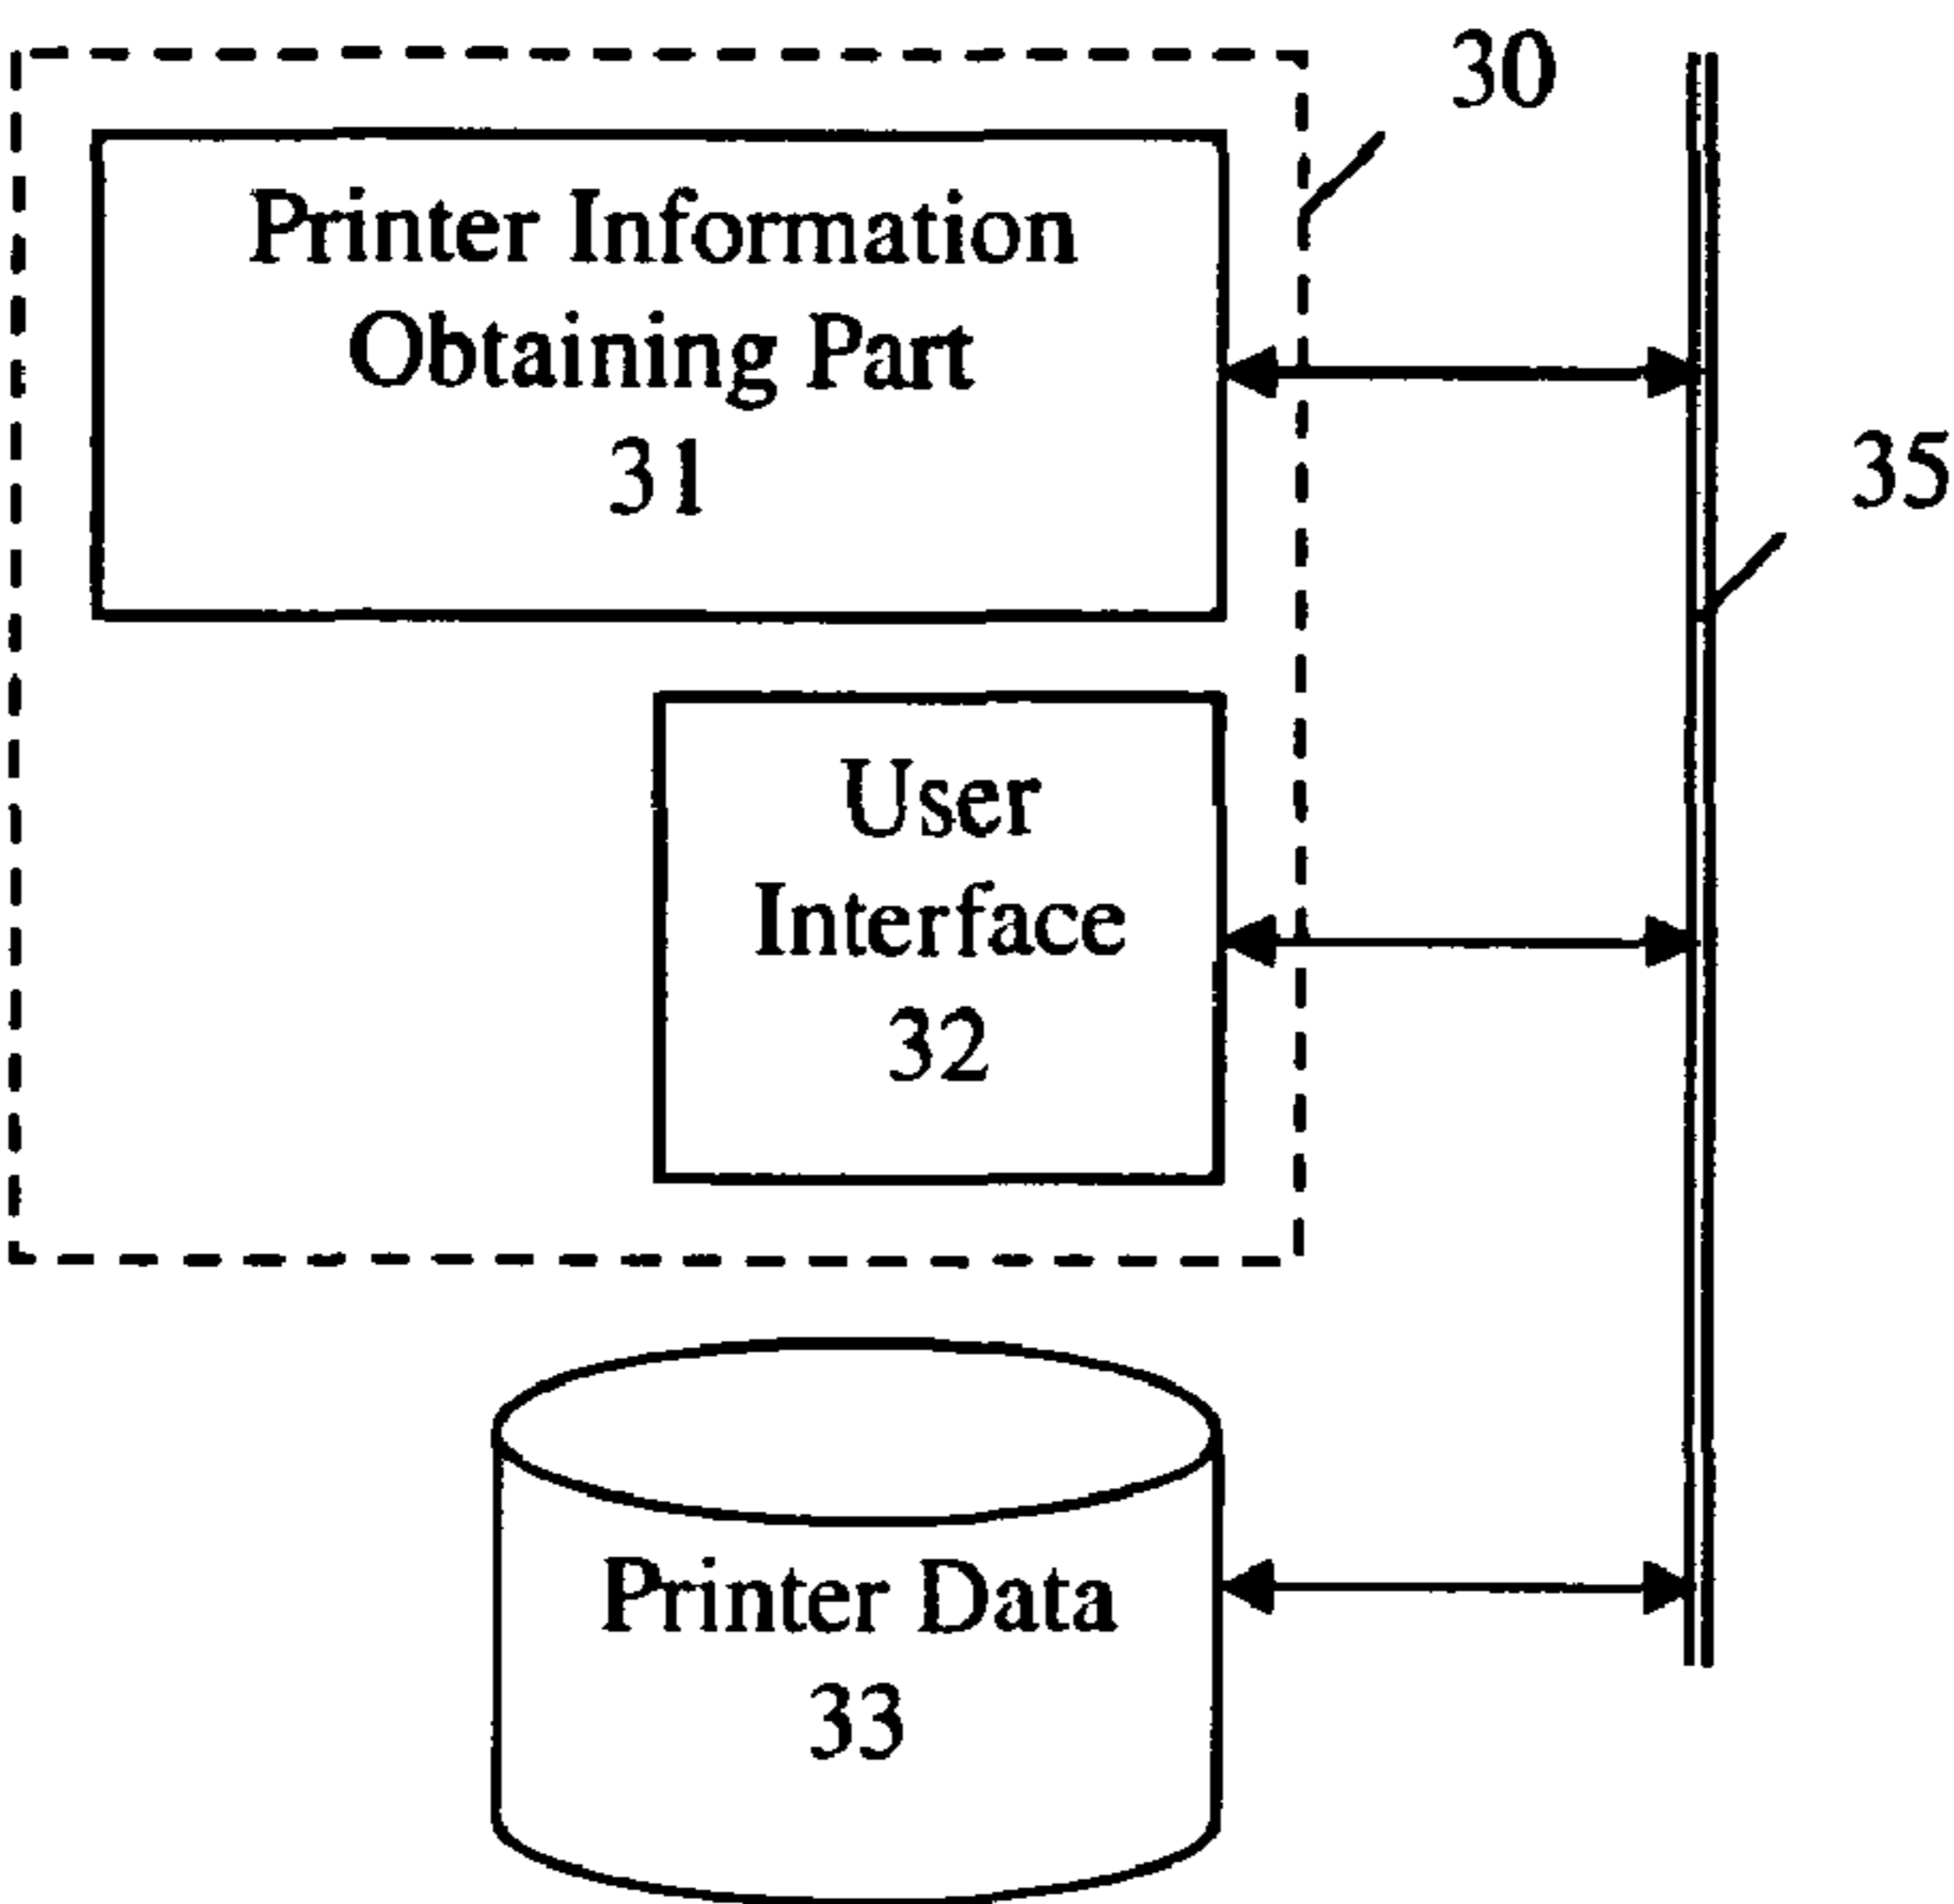 30
Printer Information
Obtaining Part
31
35
User
Interface
32
Printer Data
33